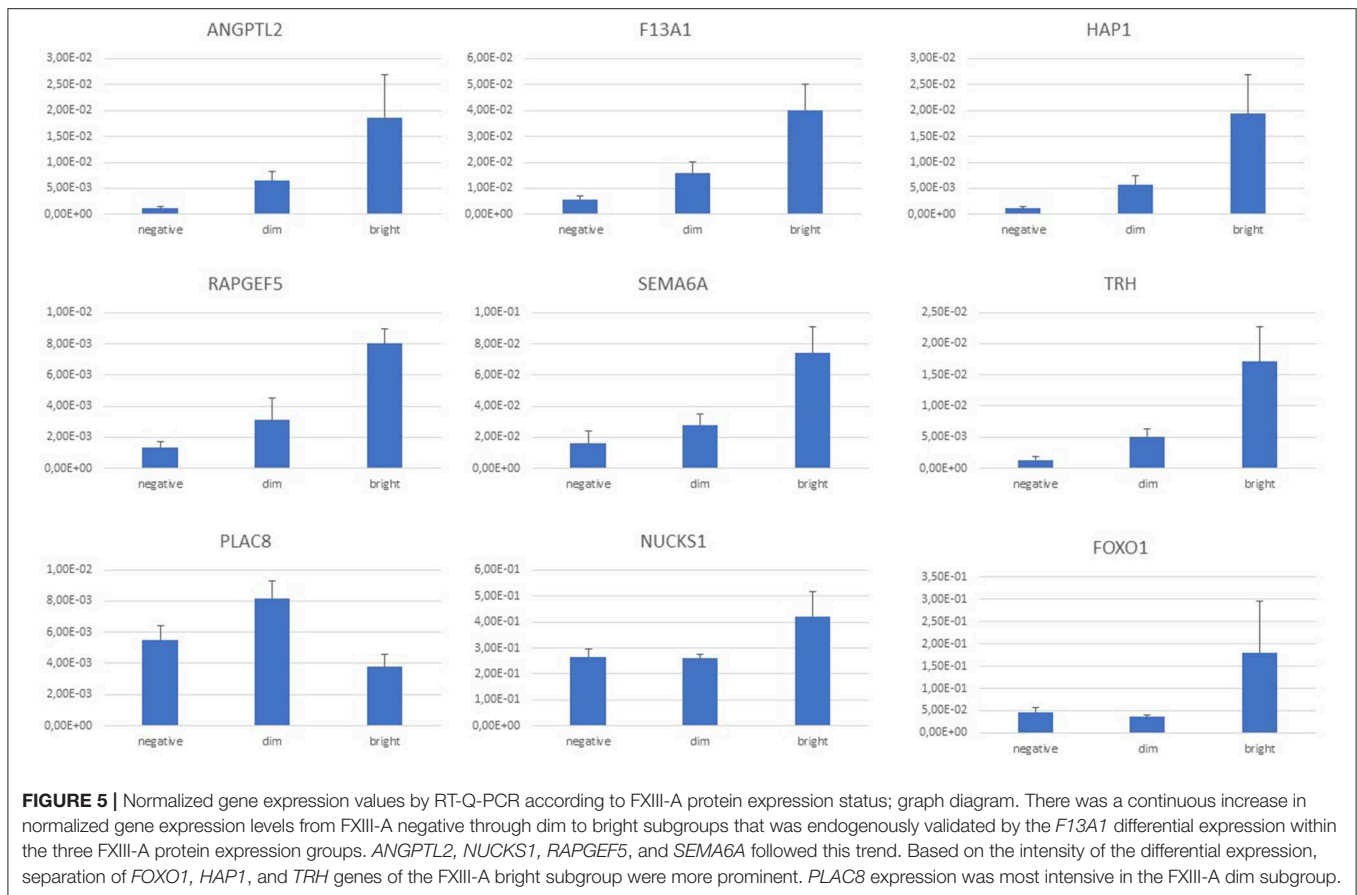 ANGPTL2
3,00E-02
2,50E-02
2,00E-02
1,50E-02
1,00E-02
5,00E-03
0,00E+00
negative dim bright
F13A1
6,00E-02
5,00E-02
4,00E-02
3,00E-02
2,00E-02
1,00E-02
0,00E+00
negative dim bright
HAP1
3,00E-02
2,50E-02
2,00E-02
1,50E-02
1,00E-02
5,00E-03
0,00E+00
negative dim bright
RAPGEF5
1,00E-02
8,00E-03
6,00E-03
4,00E-03
2,00E-03
0,00E+00
negative dim bright
SEMA6A
1,00E-01
8,00E-02
6,00E-02
4,00E-02
2,00E-02
0,00E+00
negative dim bright
TRH
2,50E-02
2,00E-02
1,50E-02
1,00E-02
5,00E-03
0,00E+00
negative dim bright
PLAC8
1,00E-02
8,00E-03
6,00E-03
4,00E-03
2,00E-03
0,00E+00
negative dim bright
NUCKS1
6,00E-01
5,00E-01
4,00E-01
3,00E-01
2,00E-01
1,00E-01
0,00E+00
negative dim bright
FOXO1
3,50E-01
3,00E-01
2,50E-01
2,00E-01
1,50E-01
1,00E-01
5,00E-02
0,00E+00
negative dim bright
FIGURE 5 | Normalized gene expression values by RT-Q-PCR according to FXIII-A protein expression status; graph diagram. There was a continuous increase in
normalized gene expression levels from FXIII-A negative through dim to bright subgroups that was endogenously validated by the F13A1 differential expression within
the three FXIII-A protein expression groups. ANGPTL2, NUCKS1, RAPGEF5, and SEMA6A followed this trend. Based on the intensity of the differential expression,
separation of FOXO1, HAP1, and TRH genes of the FXIII-A bright subgroup were more prominent. PLAC8 expression was most intensive in the FXIII-A dim subgroup.